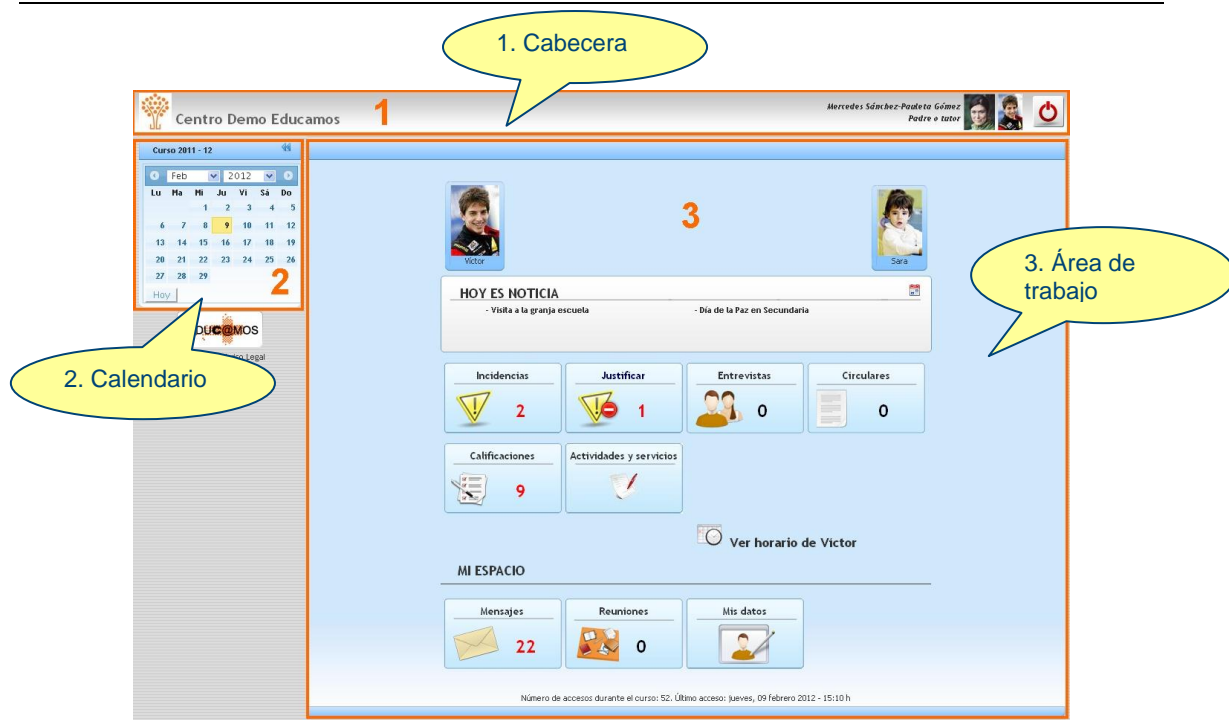 1. Cabecera
Centro Demo Educamos
1
Mercedes Sánchez-Pauleta Gómez
Padre o tutor
Curso 2011 - 12
Feb 2012
Lu Ma Mi Ju Vi Sá Do
1 2 3 4 5
6 7 8 9 10 11 12
13 14 15 16 17 18 19
20 21 22 23 24 25 26
27 28 29
Hoy
2
3
Víctor
Sara
3. Área de
trabajo
HOY ES NOTICIA
- Visita a la granja escuela
- Día de la Paz en Secundaria
DUC@MOS
Legal
2. Calendario
Incidencias
2
Justificar
1
Entrevistas
0
Circulares
0
Calificaciones
9
Actividades y servicios
Ver horario de Victor
MI ESPACIO
Mensajes
22
Reuniones
0
Mis datos
Número de accesos durante el curso: 52. Último acceso: jueves, 09 febrero 2012 - 15:10 h